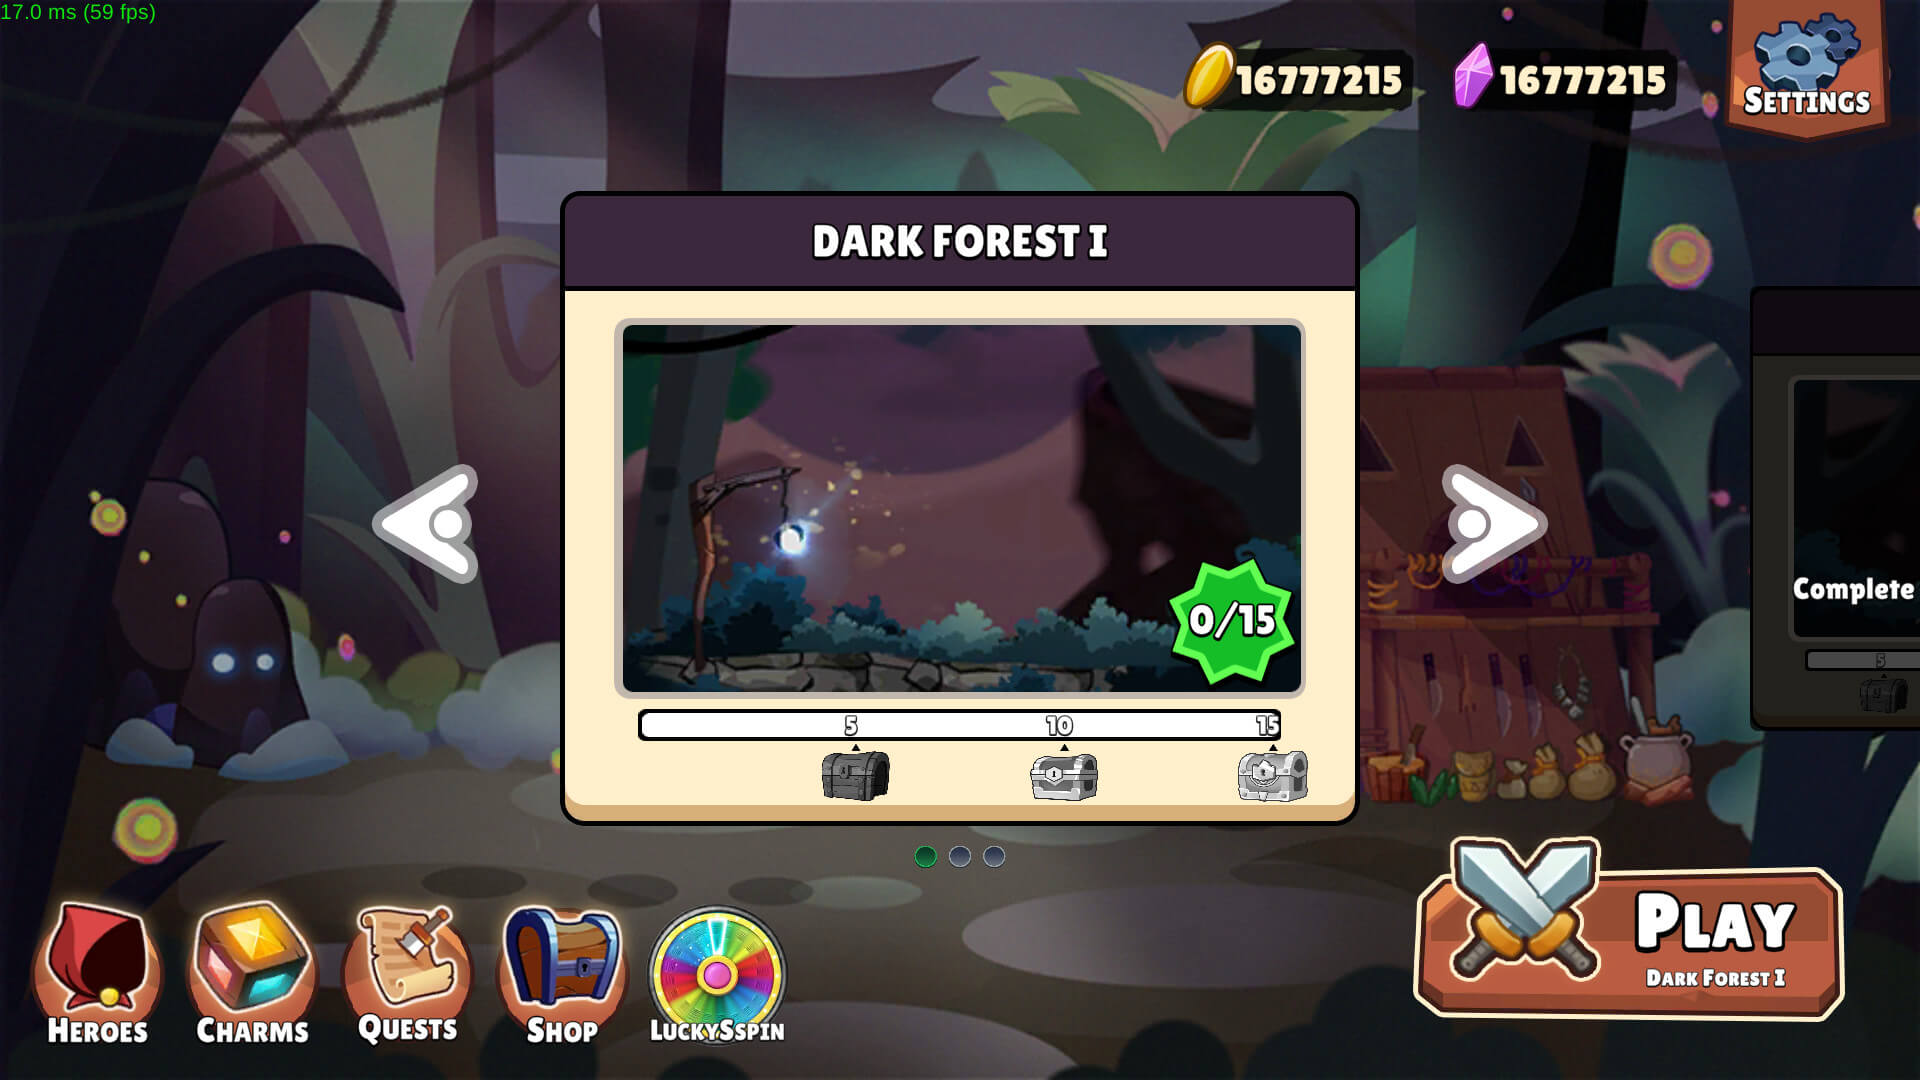 17.0 ms (59 fps)
16777215
16777215
SETTINGS
DARK FOREST I
0/15
Complete
5
10
15
5
PLAY
DARK FOREST I
HEROES
CHARMS
QUESTS
SHOP
LUCKYSSPIN